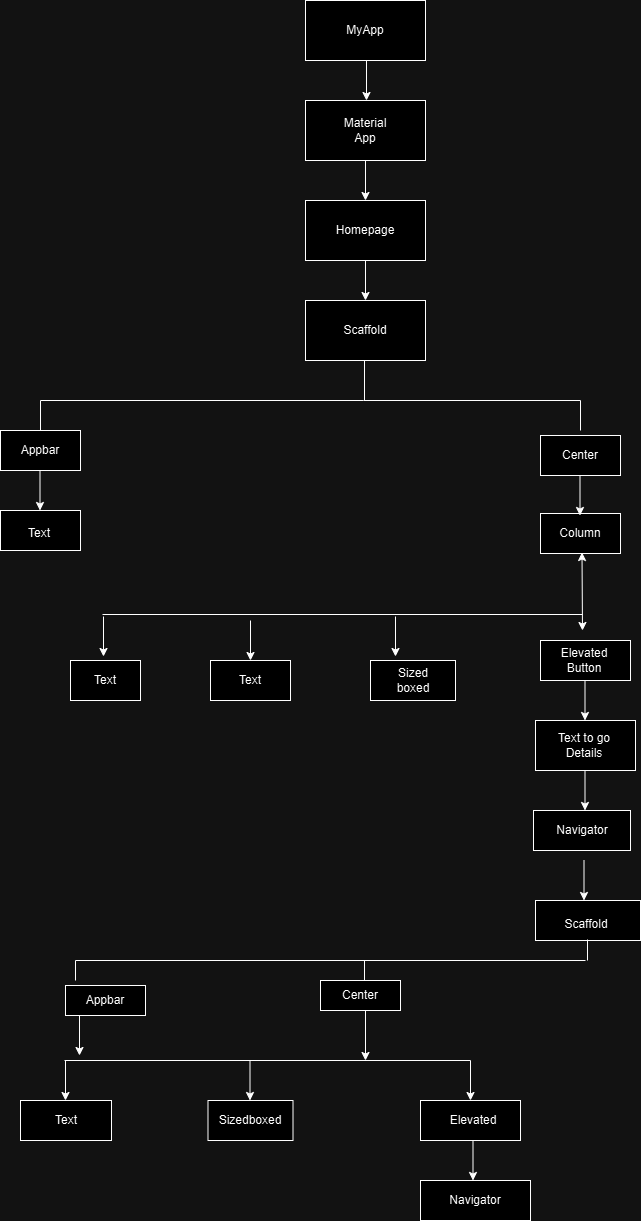 MyApp
Material
App
Homepage
Scaffold
Appbar
Center
Text
Column
Text
Text
Sized
boxed
Elevated
Button
Text to go
Details
Navigator
Scaffold
Appbar
Center
Text
Sizedboxed
Elevated
Navigator